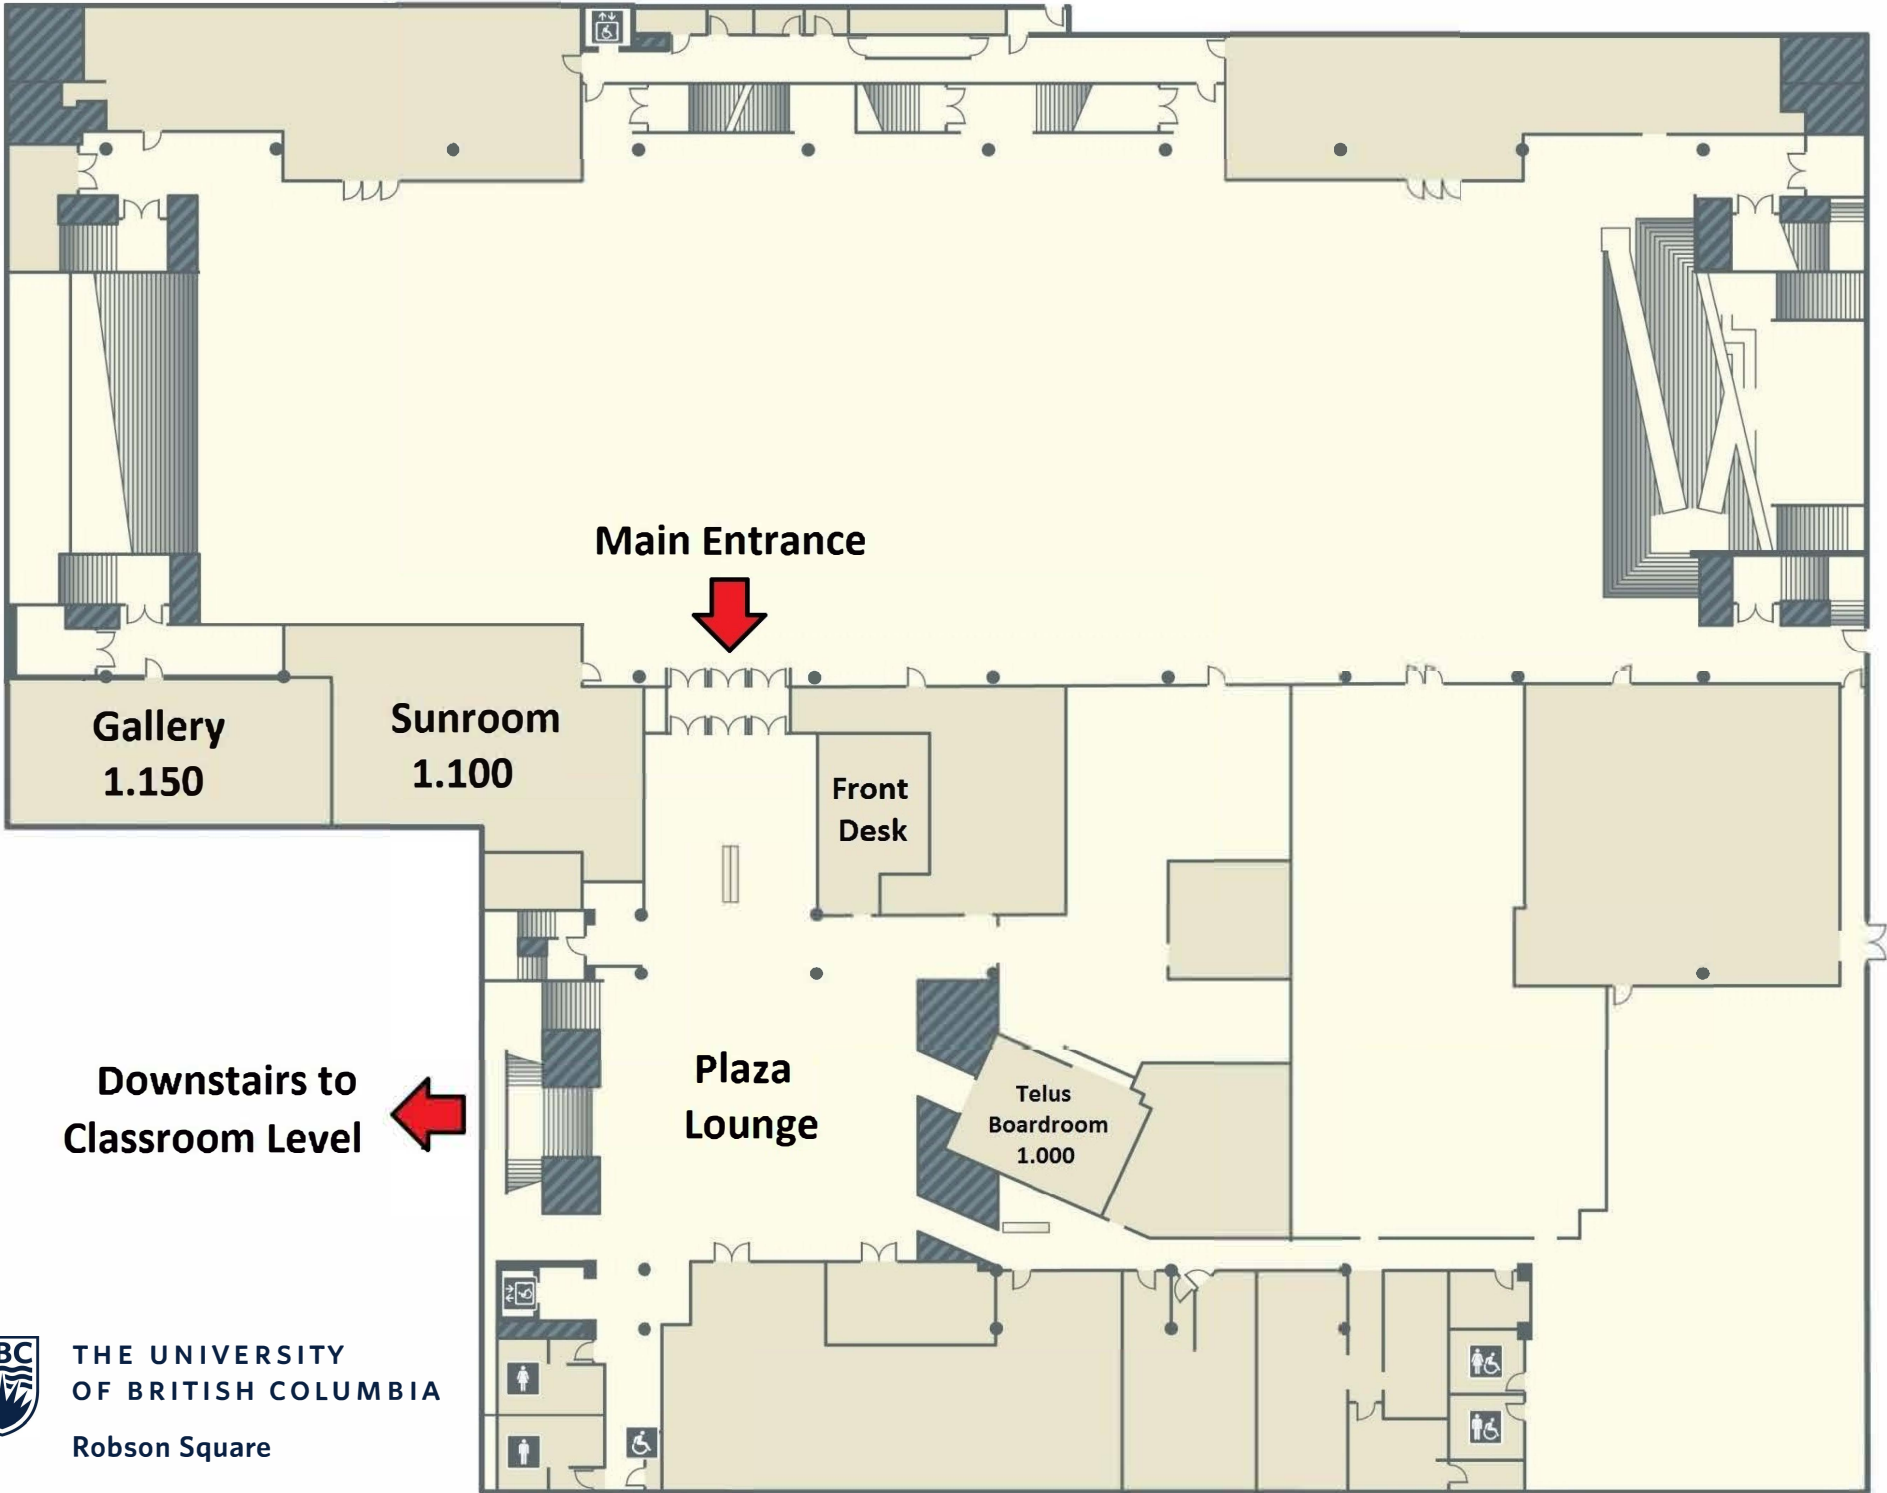 Main Entrance
Gallery
1.150
Sunroom
1.100
Front
Desk
Downstairs to
Classroom Level
Plaza
Lounge
Telus
Boardroom
1.000
BC
THE UNIVERSITY
OF BRITISH COLUMBIA
Robson Square